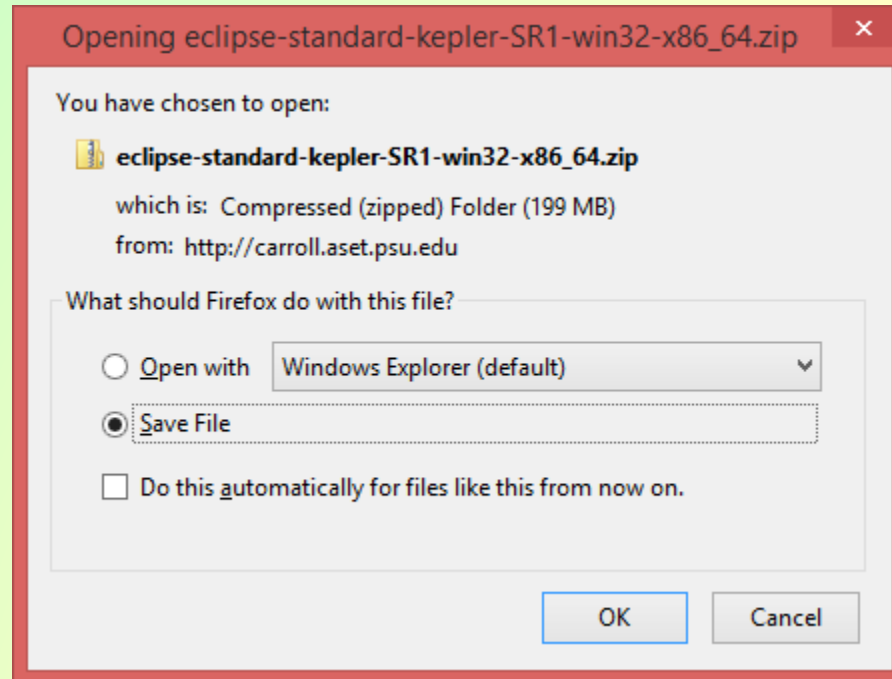 Opening eclipse-standard-kepler-SR1-win32-x86_64.zip
You have chosen to open:
eclipse-standard-kepler-SR1-win32-x86_64.zip
which is: Compressed (zipped) Folder (199 MB)
from: http://carroll.aset.psu.edu
What should Firefox do with this file?
Open with Windows Explorer (default)
Save File
Do this automatically for files like this from now on.
OK Cancel